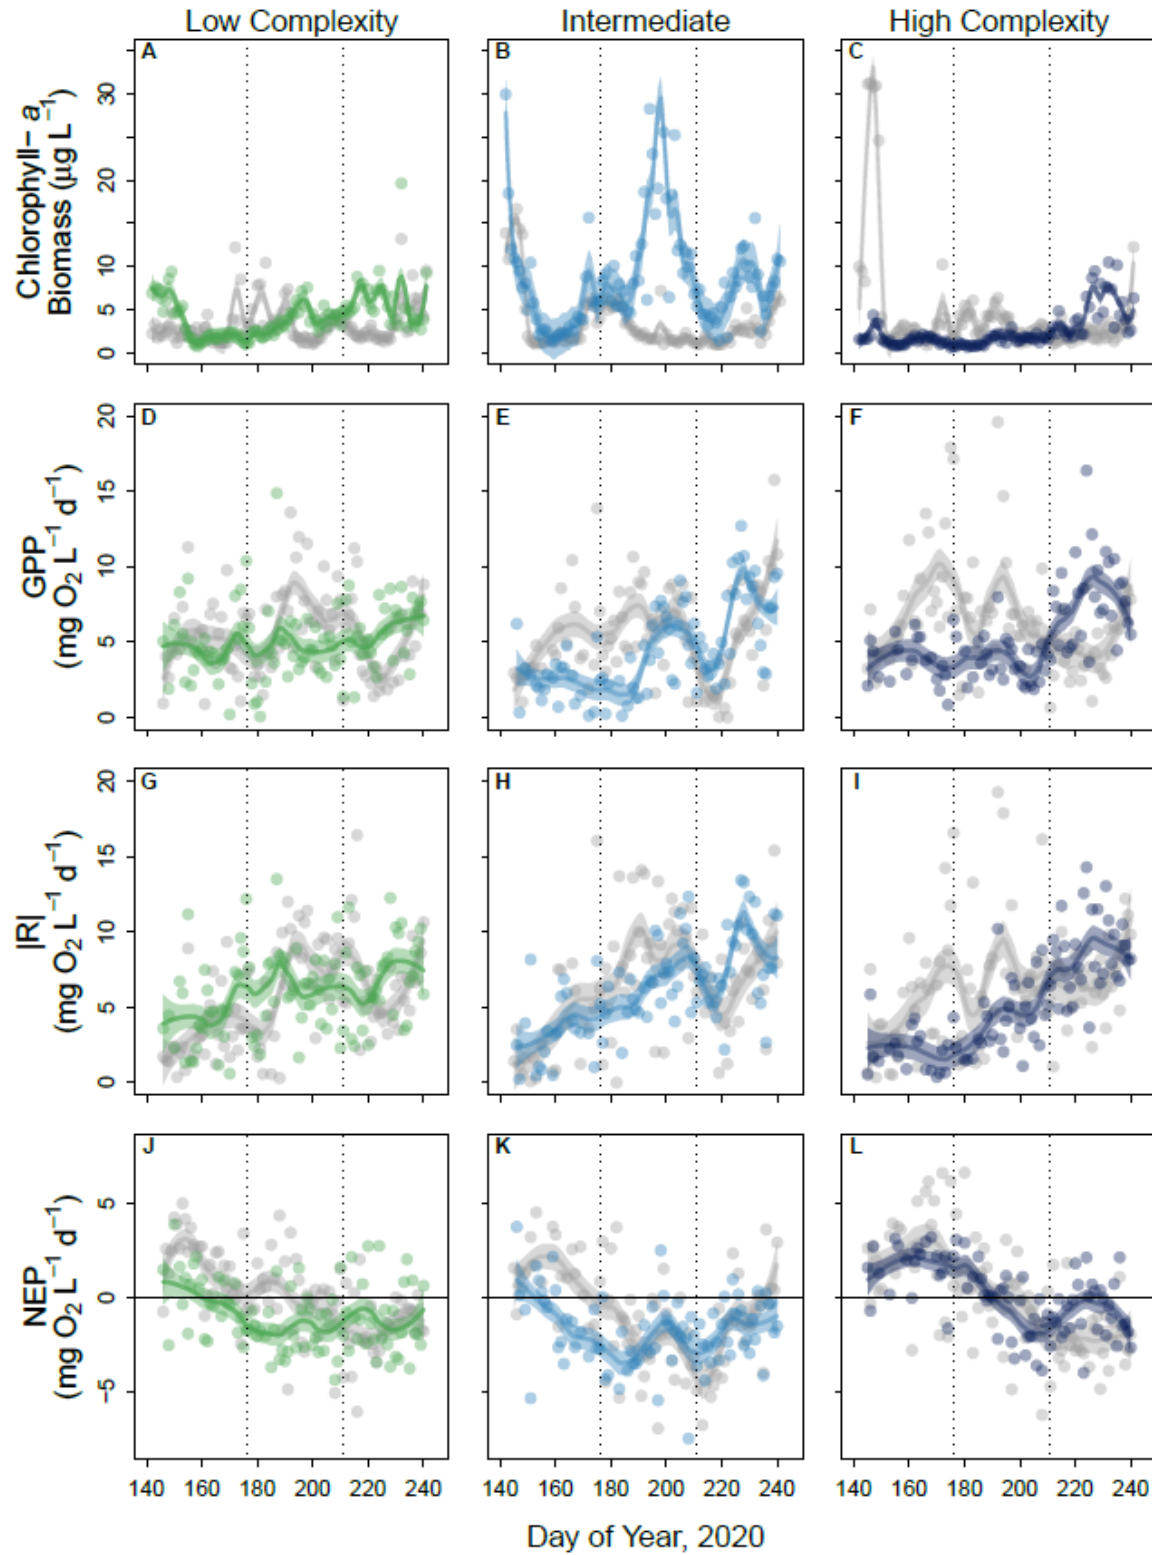 Low Complexity Intermediate High Complexity
A B C
Chlorophyll− a
Biomass (µg L⁻¹)
30
20
10
5
0
D E F
GPP
(mg O₂ L⁻¹ d⁻¹)
20
15
10
5
0
G H I
|R|
(mg O₂ L⁻¹ d⁻¹)
20
15
10
5
0
J K L
NEP
(mg O₂ L⁻¹ d⁻¹)
5
0
−5
140 160 180 200 220 240 140 160 180 200 220 240 140 160 180 200 220 240
Day of Year, 2020